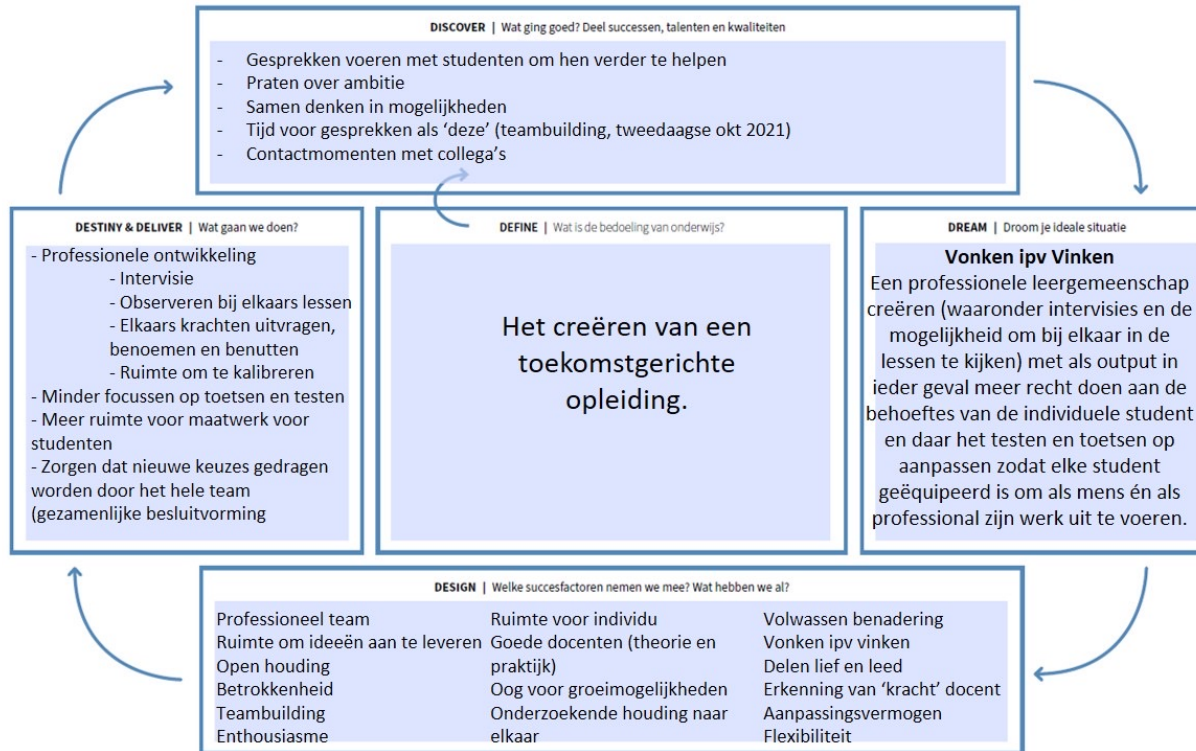 DISCOVER | Wat ging goed? Deel successen, talenten en kwaliteiten
- Gesprekken voeren met studenten om hen verder te helpen
- Praten over ambitie
- Samen denken in mogelijkheden
- Tijd voor gesprekken als ‘deze’ (teambuilding, tweedaagse okt 2021)
- Contactmomenten met collega’s
DESTINY & DELIVER | Wat gaan we doen?
- Professionele ontwikkeling
- Intervisie
- Observeren bij elkaars lessen
- Elkaars krachten uitvragen,
benoemen en benutten
- Ruimte om te kalibreren
- Minder focussen op toetsen en testen
- Meer ruimte voor maatwerk voor
studenten
- Zorgen dat nieuwe keuzes gedragen
worden door het hele team
(gezamenlijke besluitvorming
DEFINE | Wat is de bedoeling van onderwijs?
Het creëren van een
toekomstgerichte
opleiding.
DREAM | Droom je ideale situatie
Vonken ipv Vinken
Een professionele leergemeenschap
creëren (waaronder intervisies en de
mogelijkheid om bij elkaar in de
lessen te kijken) met als output in
ieder geval meer recht doen aan de
behoeftes van de individuele student
en daar het testen en toetsen op
aanpassen zodat elke student
geëquipeerd is om als mens én als
professional zijn werk uit te voeren.
DESIGN | Welke succesfactoren nemen we mee? Wat hebben we al?
Professioneel team
Ruimte om ideeën aan te leveren
Open houding
Betrokkenheid
Teambuilding
Enthousiasme
Ruimte voor individu
Goede docenten (theorie en
praktijk)
Oog voor groeimogelijkheden
Onderzoekende houding naar
elkaar
Volwassen benadering
Vonken ipv vinken
Delen lief en leed
Erkenning van ‘kracht’ docent
Aanpassingsvermogen
Flexibiliteit